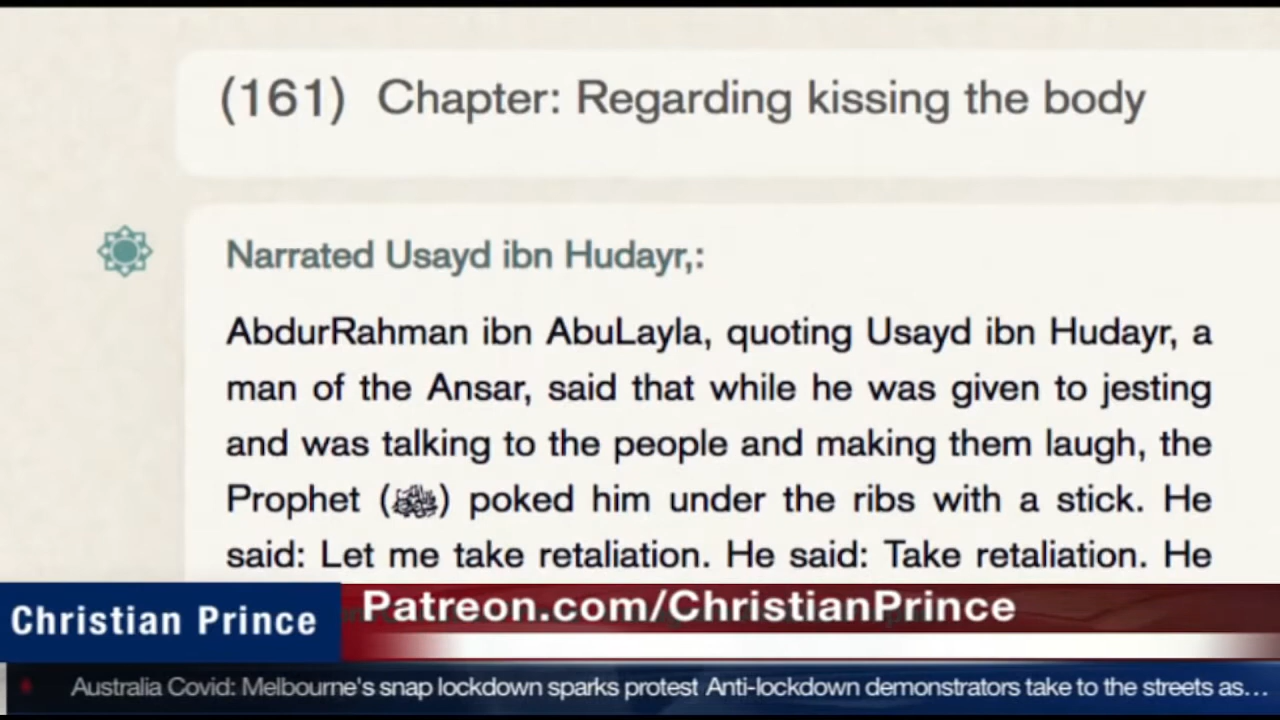 (161) Chapter: Regarding kissing the body
Narrated Usayd ibn Hudayr,:
AbdurRahman ibn AbuLayla, quoting Usayd ibn Hudayr, a
man of the Ansar, said that while he was given to jesting
and was talking to the people and making them laugh, the
Prophet (ﷺ) poked him under the ribs with a stick. He
said: Let me take retaliation. He said: Take retaliation. He
Christian Prince
Patreon.com/ChristianPrince
Australia Covid: Melbourne's snap lockdown sparks protest Anti-lockdown demonstrators take to the streets as...